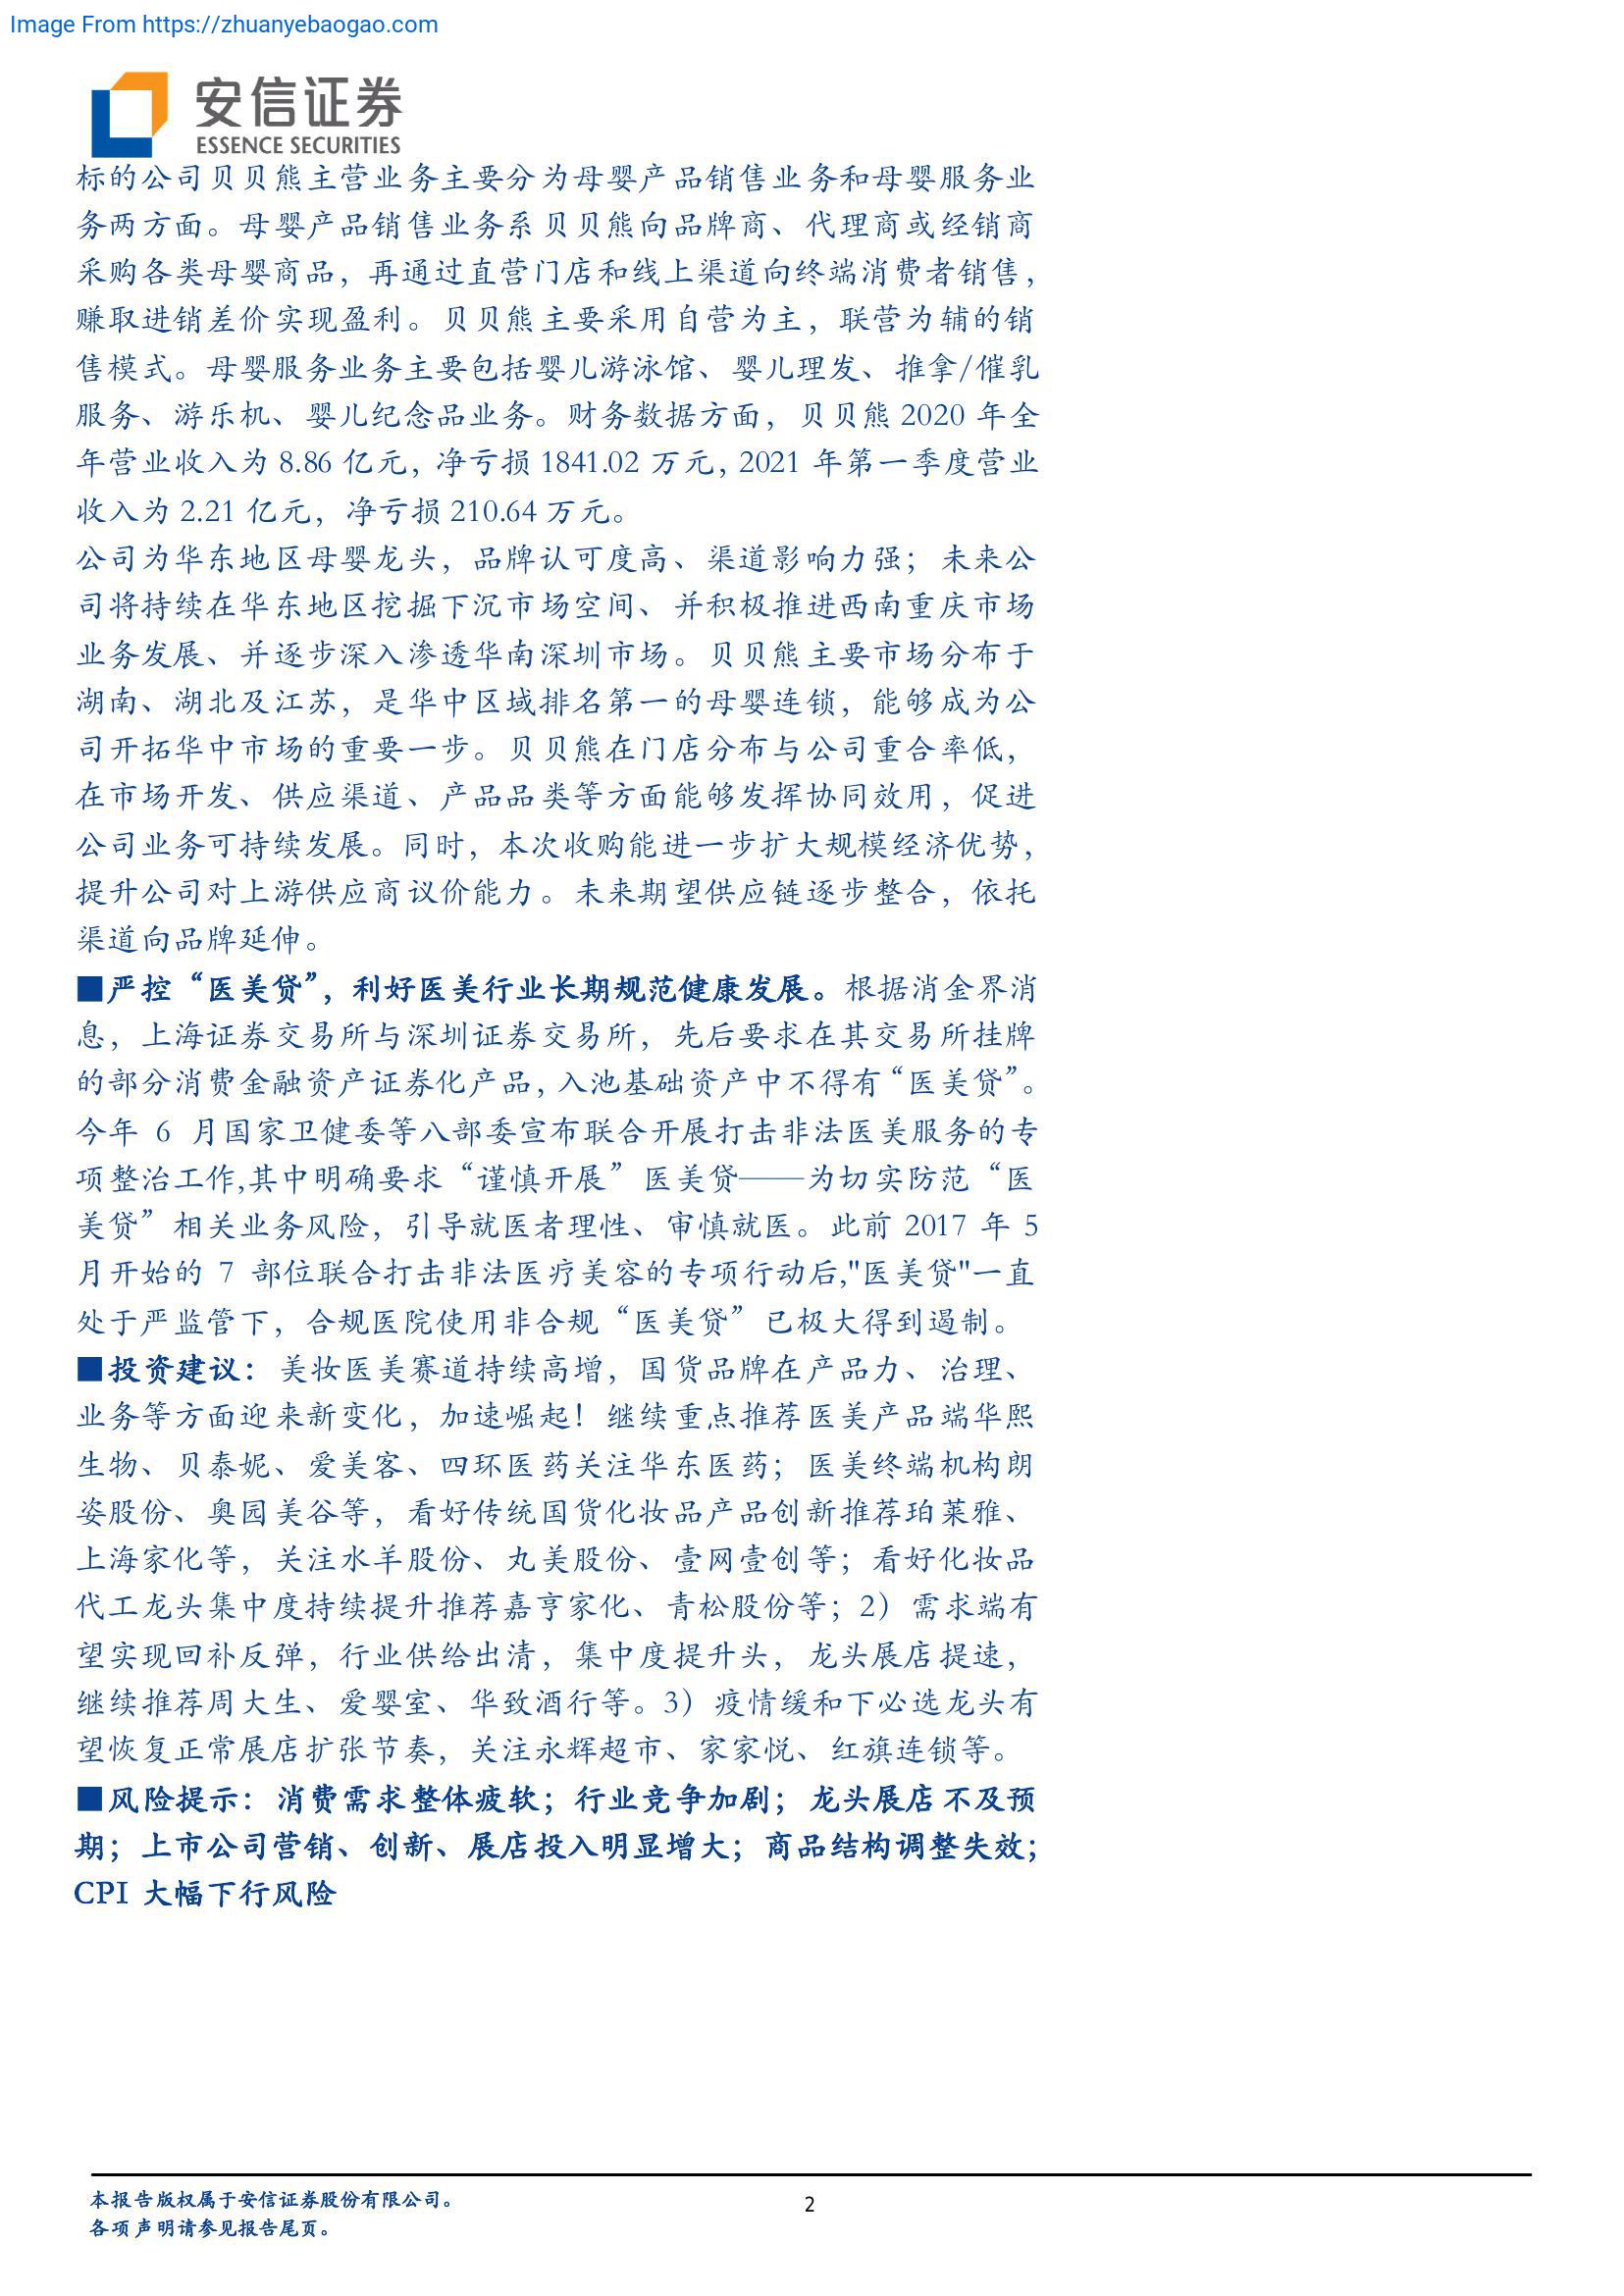 Image From https://zhuanyebaogao.com
安信证券
ESSENCE SECURITIES
标的公司贝贝熊主营业务主要分为母婴产品销售业务和母婴服务业
务两方面。母婴产品销售业务系贝贝熊向品牌商、代理商或经销商
采购各类母婴商品，再通过直营门店和线上渠道向终端消费者销售，
赚取进销差价实现盈利。贝贝熊主要采用自营为主，联营为辅的销
售模式。母婴服务业务主要包括婴儿游泳馆、婴儿理发、推拿/催乳
服务、游乐机、婴儿纪念品业务。财务数据方面，贝贝熊 2020 年全
年营业收入为 8.86 亿元，净亏损 1841.02 万元，2021 年第一季度营业
收入为 2.21 亿元，净亏损 210.64 万元。
公司为华东地区母婴龙头，品牌认可度高、渠道影响力强；未来公
司将持续在华东地区挖掘下沉市场空间、并积极推进西南重庆市场
业务发展、并逐步深入渗透华南深圳市场。贝贝熊主要市场分布于
湖南、湖北及江苏，是华中区域排名第一的母婴连锁，能够成为公
司开拓华中市场的重要一步。贝贝熊在门店分布与公司重合率低，
在市场开发、供应渠道、产品品类等方面能够发挥协同效用，促进
公司业务可持续发展。同时，本次收购能进一步扩大规模经济优势，
提升公司对上游供应商议价能力。未来期望供应链逐步整合，依托
渠道向品牌延伸。
■严控“医美贷”，利好医美行业长期规范健康发展。根据消金界消
息，上海证券交易所与深圳证券交易所，先后要求在其交易所挂牌
的部分消费金融资产证券化产品，入池基础资产中不得有“医美贷”。
今年 6 月国家卫健委等八部委宣布联合开展打击非法医美服务的专
项整治工作,其中明确要求“谨慎开展”医美贷——为切实防范“医
美贷”相关业务风险，引导就医者理性、审慎就医。此前 2017 年 5
月开始的 7 部位联合打击非法医疗美容的专项行动后,"医美贷"一直
处于严监管下，合规医院使用非合规“医美贷”已极大得到遏制。
■投资建议：美妆医美赛道持续高增，国货品牌在产品力、治理、
业务等方面迎来新变化，加速崛起！继续重点推荐医美产品端华熙
生物、贝泰妮、爱美客、四环医药关注华东医药；医美终端机构朗
姿股份、奥园美谷等，看好传统国货化妆品产品创新推荐珀莱雅、
上海家化等，关注水羊股份、丸美股份、壹网壹创等；看好化妆品
代工龙头集中度持续提升推荐嘉亨家化、青松股份等；2）需求端有
望实现回补反弹，行业供给出清，集中度提升头，龙头展店提速，
继续推荐周大生、爱婴室、华致酒行等。3）疫情缓和下必选龙头有
望恢复正常展店扩张节奏，关注永辉超市、家家悦、红旗连锁等。
■风险提示：消费需求整体疲软；行业竞争加剧；龙头展店不及预
期；上市公司营销、创新、展店投入明显增大；商品结构调整失效；
CPI 大幅下行风险
本报告版权属于安信证券股份有限公司。
2
各项声明请参见报告尾页。